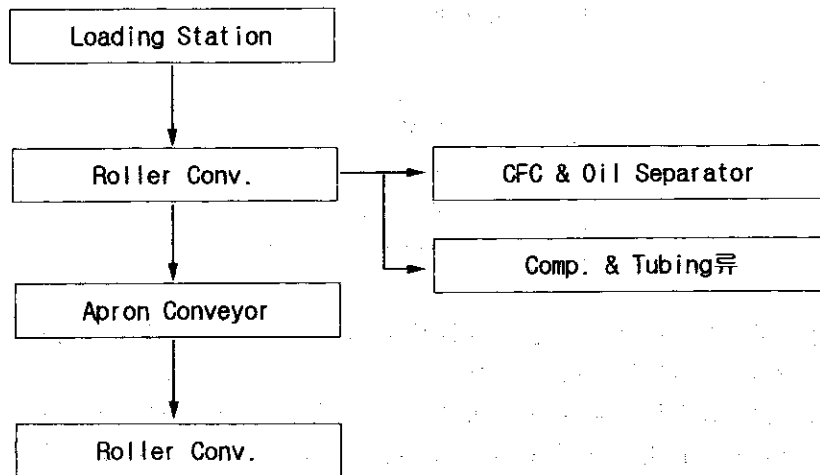 Loading Station
Roller Conv.
CFC & Oil Separator
Comp. & Tubing류
Apron Conveyor
Roller Conv.